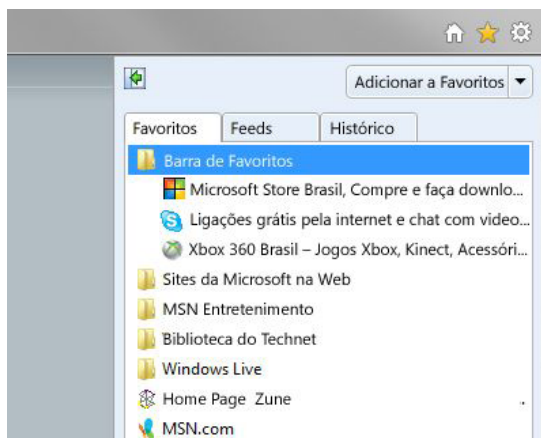 Adicionar a Favoritos
Favoritos Feeds Histórico
Barra de Favoritos
Microsoft Store Brasil, Compre e faça downlo...
Ligações grátis pela internet e chat com video...
Xbox 360 Brasil – Jogos Xbox, Kinect, Acessóri...
Sites da Microsoft na Web
MSN Entretenimento
Biblioteca do Technet
Windows Live
Home Page Zune
MSN.com